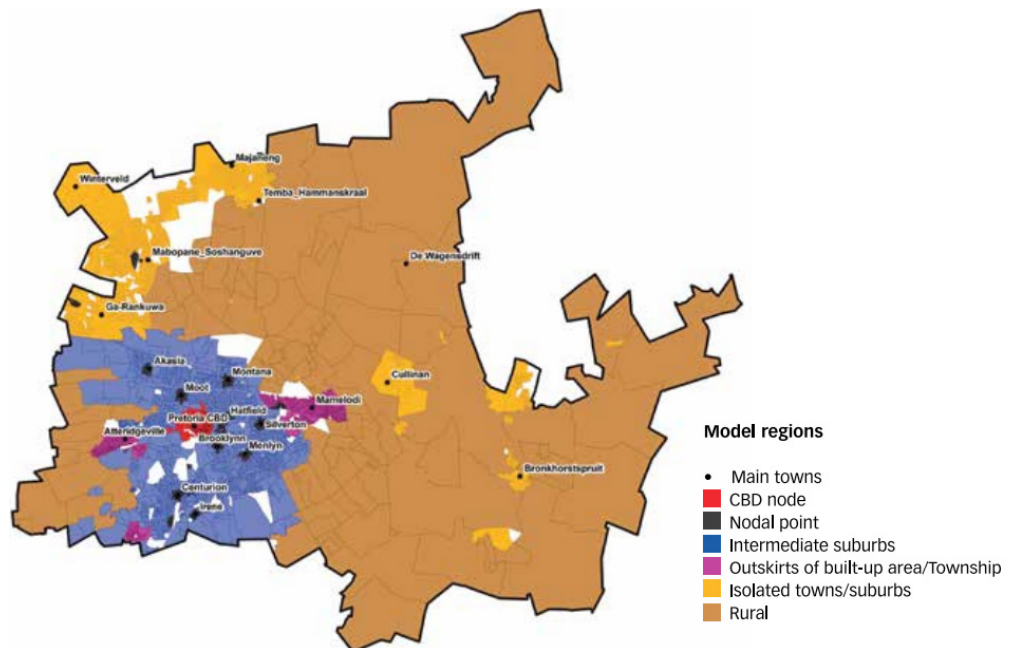 Majaneng
Winterveld
Temba_Hammanskraal
Mabopane_Soshanguve
De Wagensdrift
Ga-Rankuwa
Akasia
Montana
Cullinan
Moot
Mamelodi
Hatfield
Pretoria CBD
Silverton
Atteridgeville
Brooklynn
Menlyn
Bronkhorstspruit
Centurion
Irene
Model regions
Main towns
CBD node
Nodal point
Intermediate suburbs
Outskirts of built-up area/Township
Isolated towns/suburbs
Rural